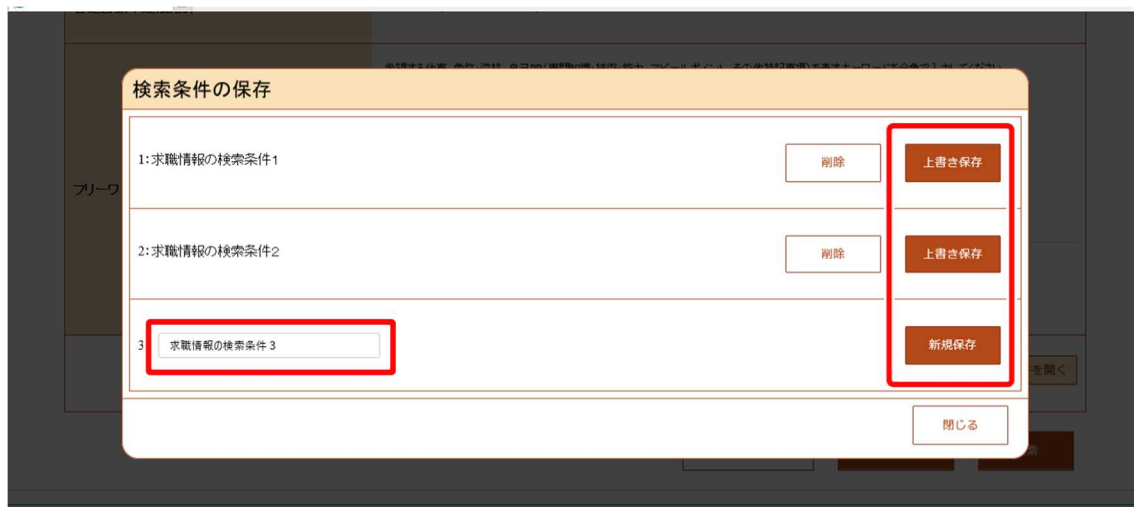 検索条件の保存
1:求職情報の検索条件1
削除
上書き保存
2:求職情報の検索条件2
削除
上書き保存
3
求職情報の検索条件３
新規保存
閉じる
フリーワ
を開く